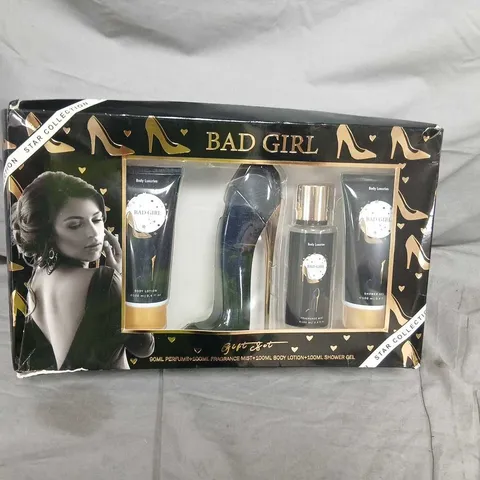 STAR COLLECTION
ION
BAD GIRL
Body Luxuries
BAD GIRL
BODY LOTION
Body Luxuries
BAD GIRL
FRAGRANCE MIST
Body Luxuries
BAD GIRL
SHOWER GEL
Gift Set
90ML PERFUME+100ML FRAGRANCE MIST+100ML BODY LOTION+100ML SHOWER GEL
STAR COLLECTION